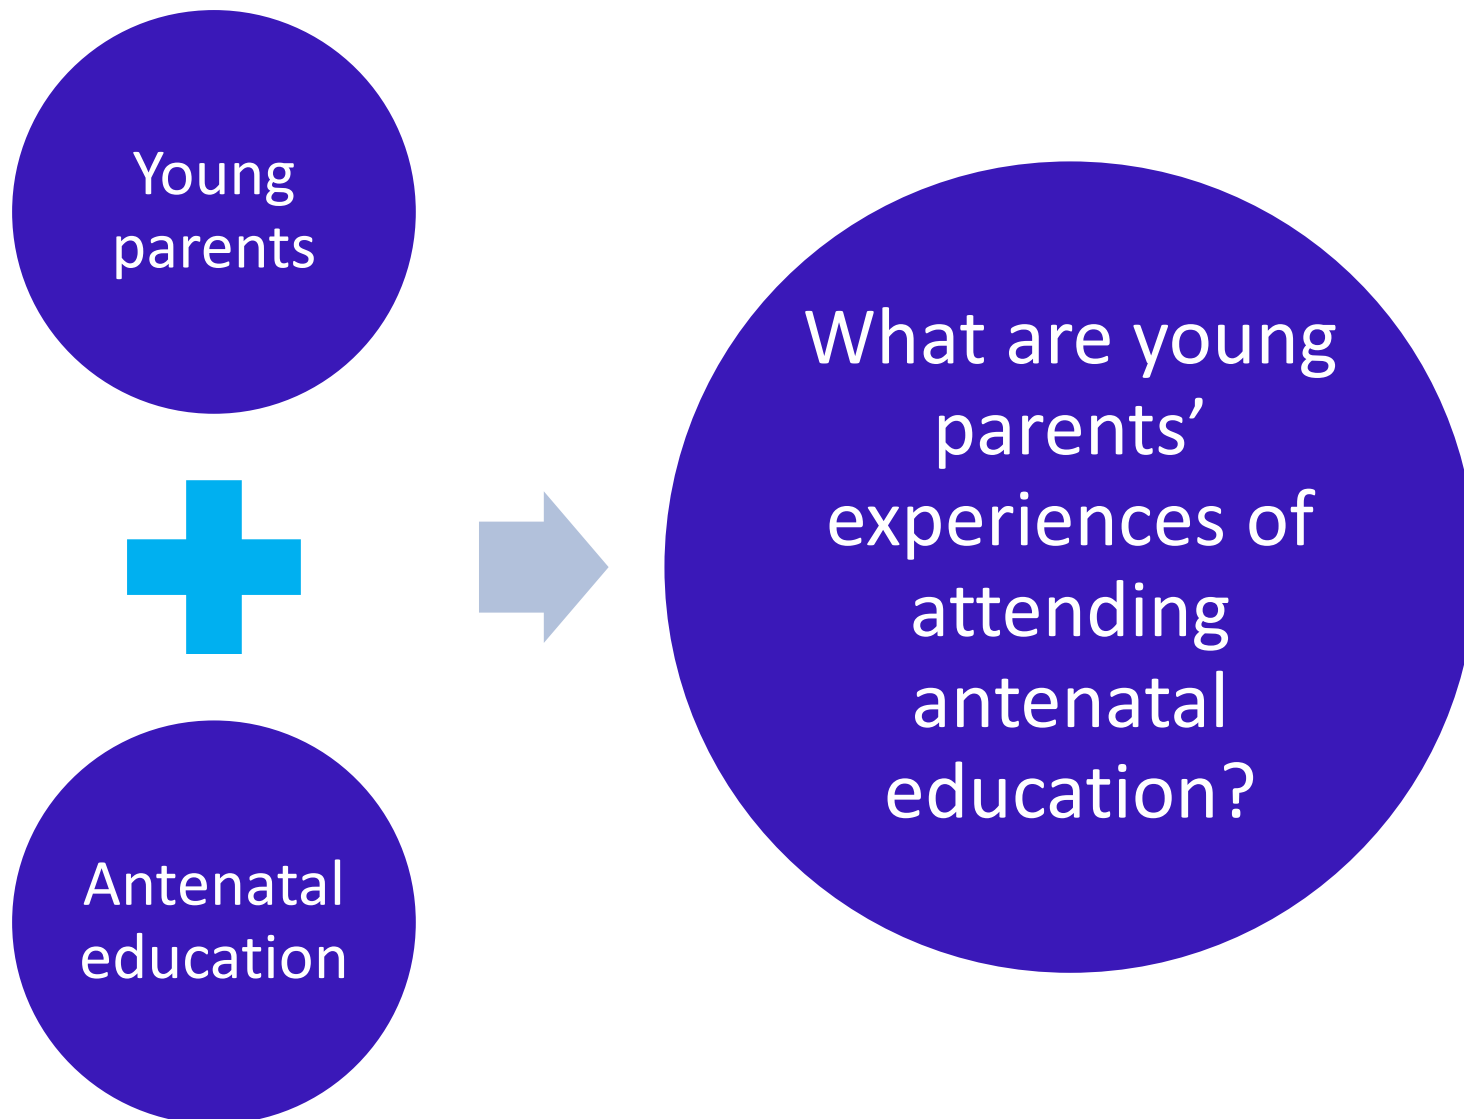 Young
parents
Antenatal
education
What are young
parents’
experiences of
attending
antenatal
education?